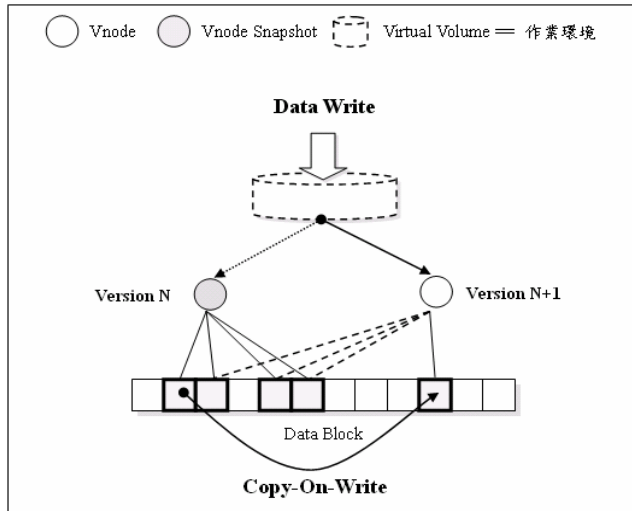 Vnode Vnode Snapshot Virtual Volume = 作業環境
Data Write
Version N Version N+1
Data Block
Copy-On-Write